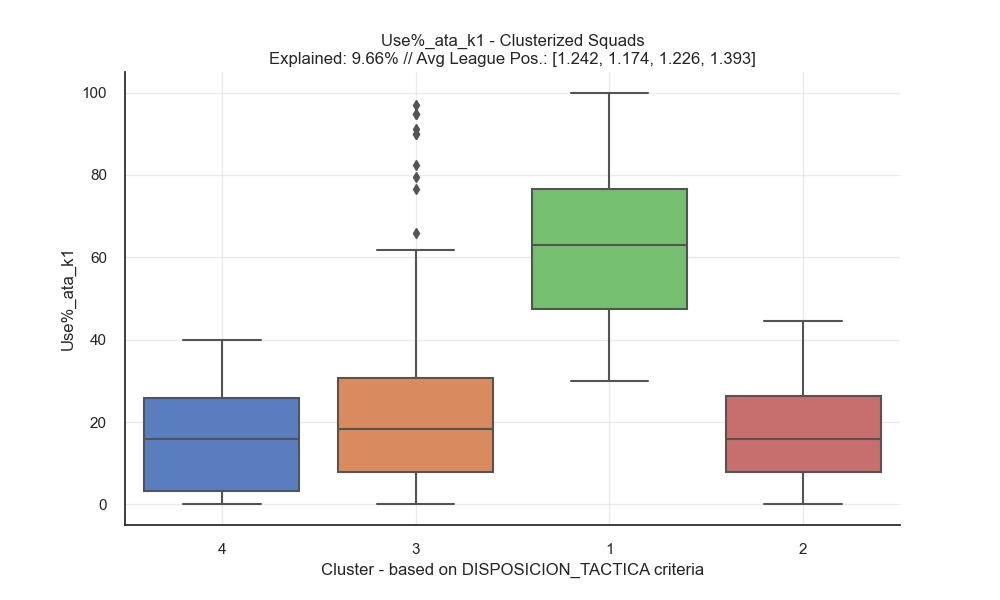 Use%_ata_k1 - Clusterized Squads
Explained: 9.66% // Avg League Pos.: [1.242, 1.174, 1.226, 1.393]
100
80
60
40
20
0
Use%_ata_k1
4 3 1 2
Cluster - based on DISPOSICION_TACTICA criteria